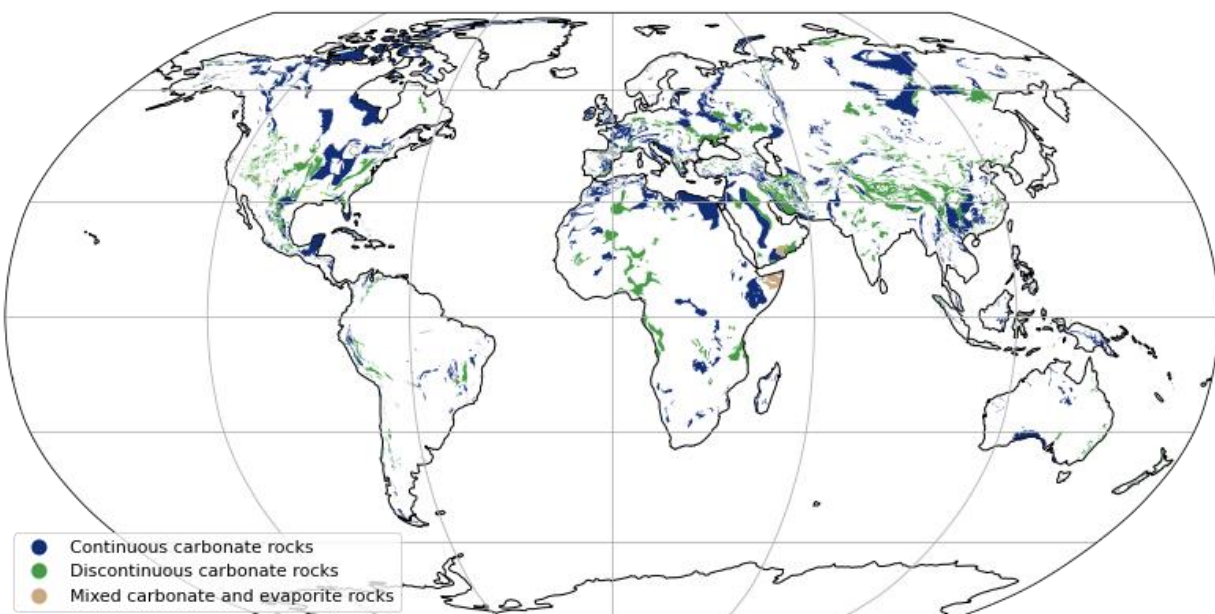 Continuous carbonate rocks
Discontinuous carbonate rocks
Mixed carbonate and evaporite rocks